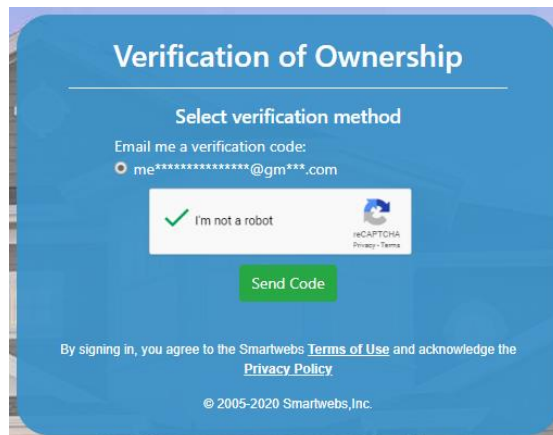 Verification of Ownership
Select verification method
Email me a verification code:
me***************@gm***.com
I'm not a robot
reCAPTCHA
Privacy - Terms
Send Code
By signing in, you agree to the Smartwebs Terms of Use and acknowledge the
Privacy Policy
© 2005-2020 Smartwebs,Inc.